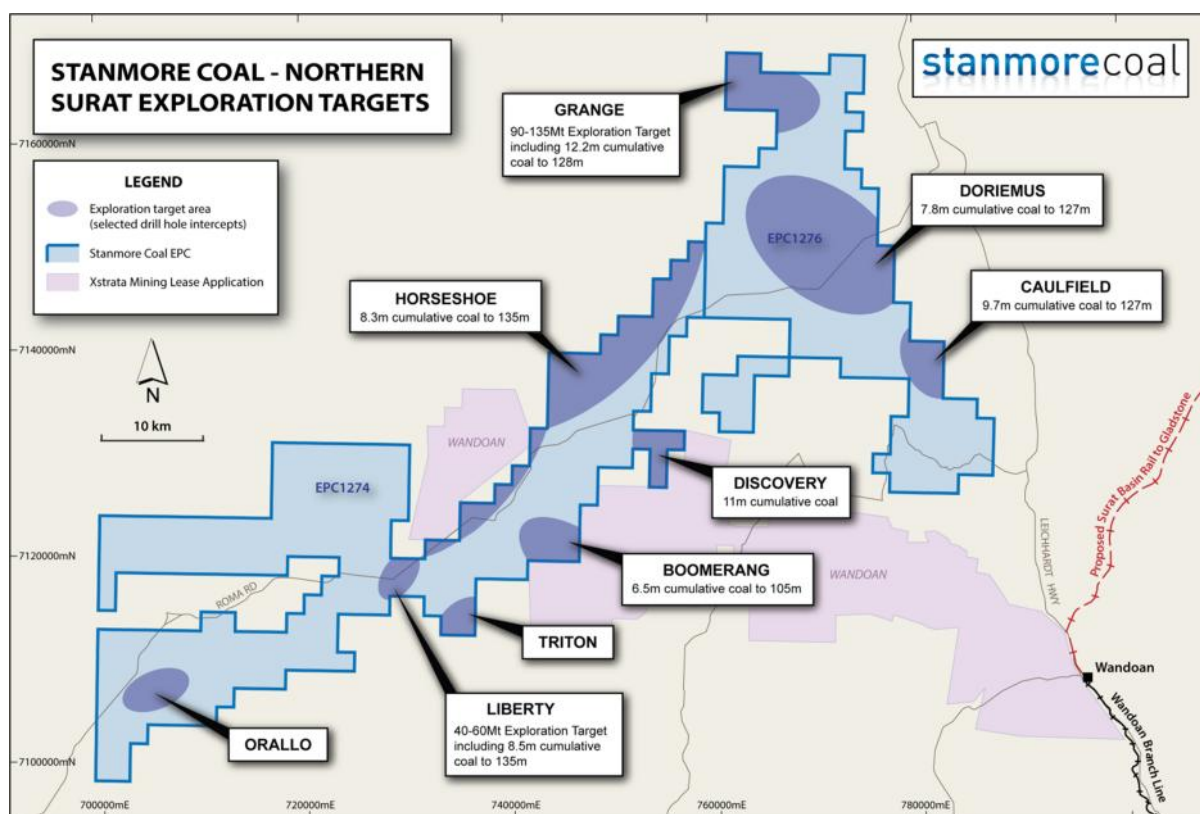 STANMORE COAL - NORTHERN
SURAT EXPLORATION TARGETS
stanmorecoal
7160000mN
LEGEND
Exploration target area
(selected drill hole intercepts)
Stanmore Coal EPC
Xstrata Mining Lease Application
GRANGE
90-135Mt Exploration Target
including 12.2m cumulative
coal to 128m
DORIEMUS
7.8m cumulative coal to 127m
EPC1276
HORSESHOE
8.3m cumulative coal to 135m
CAULFIELD
9.7m cumulative coal to 127m
7140000mN
N
10 km
WANDOAN
EPC1274
DISCOVERY
11m cumulative coal
LEICHHARDT HWY
Proposed Surat Basin Rail to Gladstone
7120000mN
ROMA RD
BOOMERANG
6.5m cumulative coal to 105m
WANDOAN
TRITON
Wandoan
LIBERTY
40-60Mt Exploration Target
including 8.5m cumulative
coal to 135m
ORALLO
Wandoan Branch Line
7100000mN
700000mE
720000mE
740000mE
760000mE
780000mE